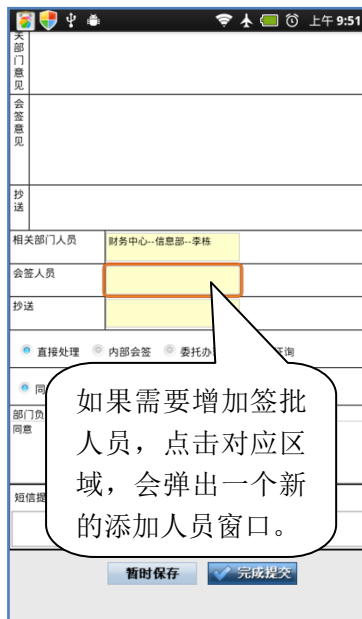 上午 9:51
关部门意见
会签意见
抄送
相关部门人员 财务中心--信息部--李栋
会签人员
抄送
直接处理 内部会签 委托办 询
同
部门负
同意
如果需要增加签批
人员，点击对应区
域，会弹出一个新
的添加人员窗口。
短信提
暂时保存 完成提交